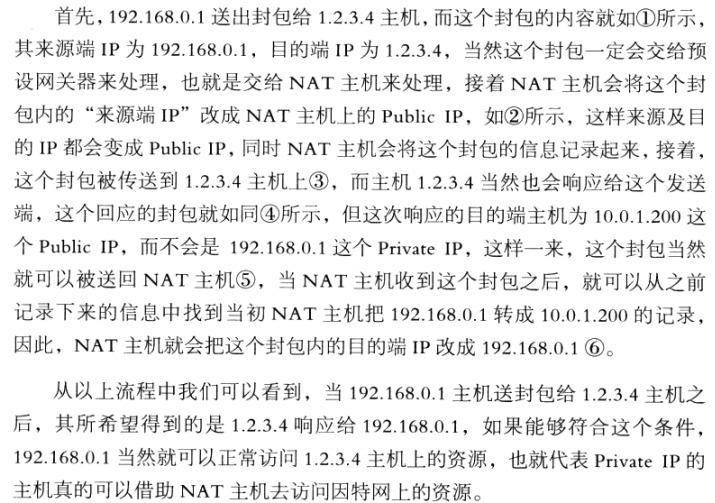 首先，192.168.0.1 送出封包给 1.2.3.4 主机，而这个封包的内容就如①所示，
其来源端 IP 为 192.168.0.1，目的端 IP 为 1.2.3.4，当然这个封包一定会交给预
设网关器来处理，也就是交给 NAT 主机来处理，接着 NAT 主机会将这个封
包内的“来源端 IP”改成 NAT 主机上的 Public IP，如②所示，这样来源及目
的 IP 都会变成 Public IP，同时 NAT 主机会将这个封包的信息记录起来，接着，
这个封包被传送到 1.2.3.4 主机上③，而主机 1.2.3.4 当然也会响应给这个发送
端，这个回应的封包就如同④所示，但这次响应的目的端主机为 10.0.1.200 这
个 Public IP，而不会是 192.168.0.1 这个 Private IP，这样一来，这个封包当然
就可以被送回 NAT 主机⑤，当 NAT 主机收到这个封包之后，就可以从之前
记录下来的信息中找到当初 NAT 主机把 192.168.0.1 转成 10.0.1.200 的记录，
因此，NAT 主机就会把这个封包内的目的端 IP 改成 192.168.0.1 ⑥。
从以上流程中我们可以看到，当 192.168.0.1 主机送封包给 1.2.3.4 主机之
后，其所希望得到的是 1.2.3.4 响应给 192.168.0.1，如果能够符合这个条件，
192.168.0.1 当然就可以正常访问 1.2.3.4 主机上的资源，也就代表 Private IP 的
主机真的可以借助 NAT 主机去访问因特网上的资源。